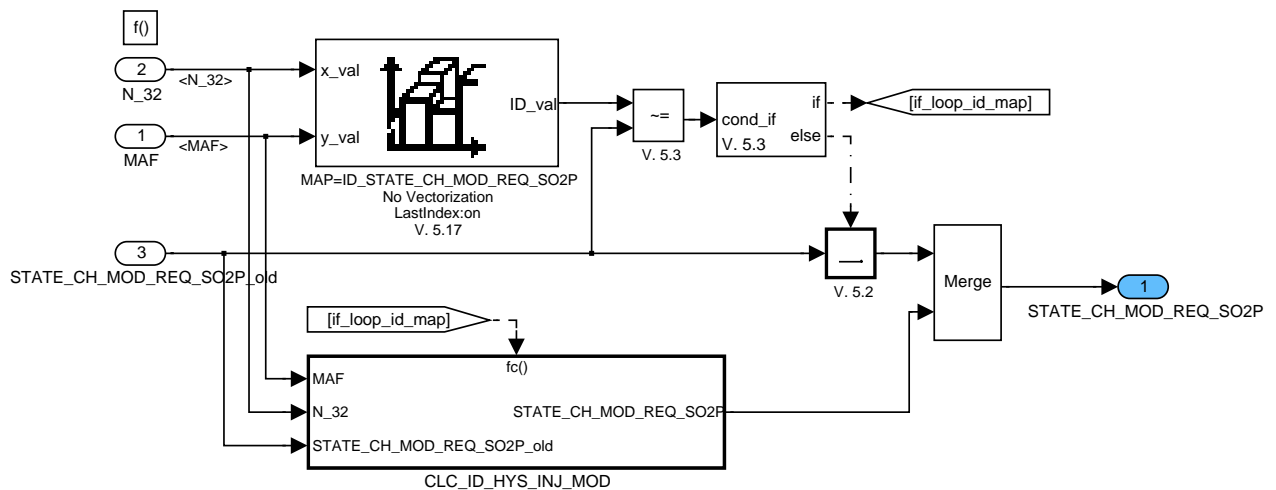 f()
2
<N_32>
N_32
1
<MAF>
MAF
x_val
y_val
ID_val
MAP=ID_STATE_CH_MOD_REQ_SO2P
No Vectorization
LastIndex:on
V. 5.17
~=
V. 5.3
cond_if
V. 5.3
if
else
[if_loop_id_map]
3
STATE_CH_MOD_REQ_SO2P_old
V. 5.2
Merge
1
STATE_CH_MOD_REQ_SO2P
[if_loop_id_map]
fc()
MAF
N_32
STATE_CH_MOD_REQ_SO2P_old
STATE_CH_MOD_REQ_SO2P
CLC_ID_HYS_INJ_MOD